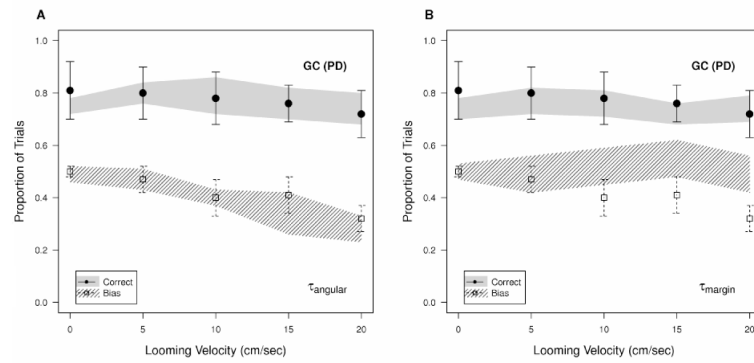 A
GC (PD)
Proportion of Trials
1.0
0.8
0.6
0.4
0.2
0.0
Correct
Bias
τangular
0 5 10 15 20
Looming Velocity (cm/sec)
B
GC (PD)
Proportion of Trials
1.0
0.8
0.6
0.4
0.2
0.0
Correct
Bias
τmargin
0 5 10 15 20
Looming Velocity (cm/sec)